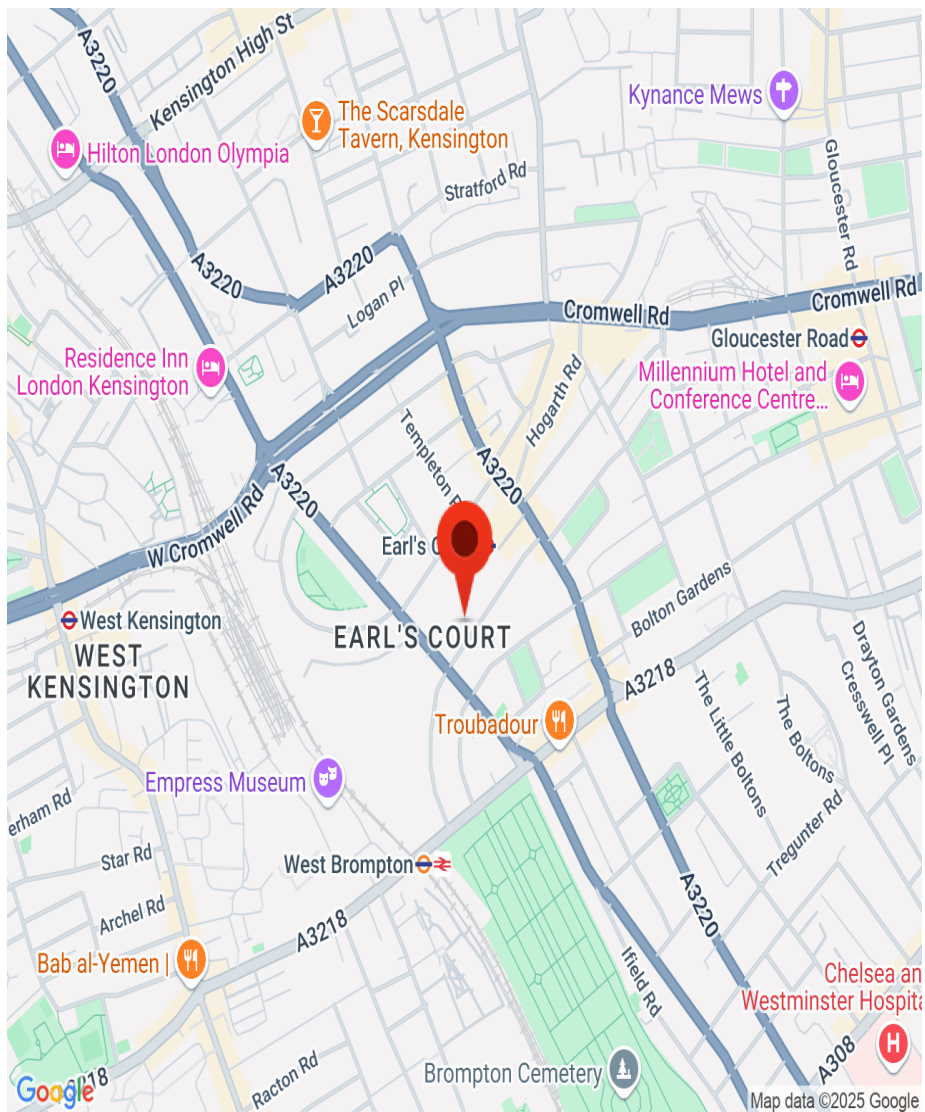 A3220
Kensington High St
Kynance Mews
The Scarsdale
Tavern, Kensington
Hilton London Olympia
Stratford Rd
Gloucester Rd
A3220
A3220
Logan Pl
Cromwell Rd
Cromwell Rd
Gloucester Road
Residence Inn
London Kensington
Millennium Hotel and
Conference Centre...
Hogarth Rd
Templeton
A3220
A3220
W Cromwell Rd
Earl's
West Kensington
EARL'S COURT
WEST
KENSINGTON
Bolton Gardens
A3218
Drayton Gardens
Cresswell Pl
The Little Boltons
The Boltons
Troubadour
Empress Museum
erham Rd
Star Rd
Tregunter Rd
West Brompton
Archel Rd
A3218
A3220
Bab al-Yemen |
Ifield Rd
Chelsea an
Westminster Hospita
H
A308
Racton Rd
Brompton Cemetery
Google
218
Map data ©2025 Google